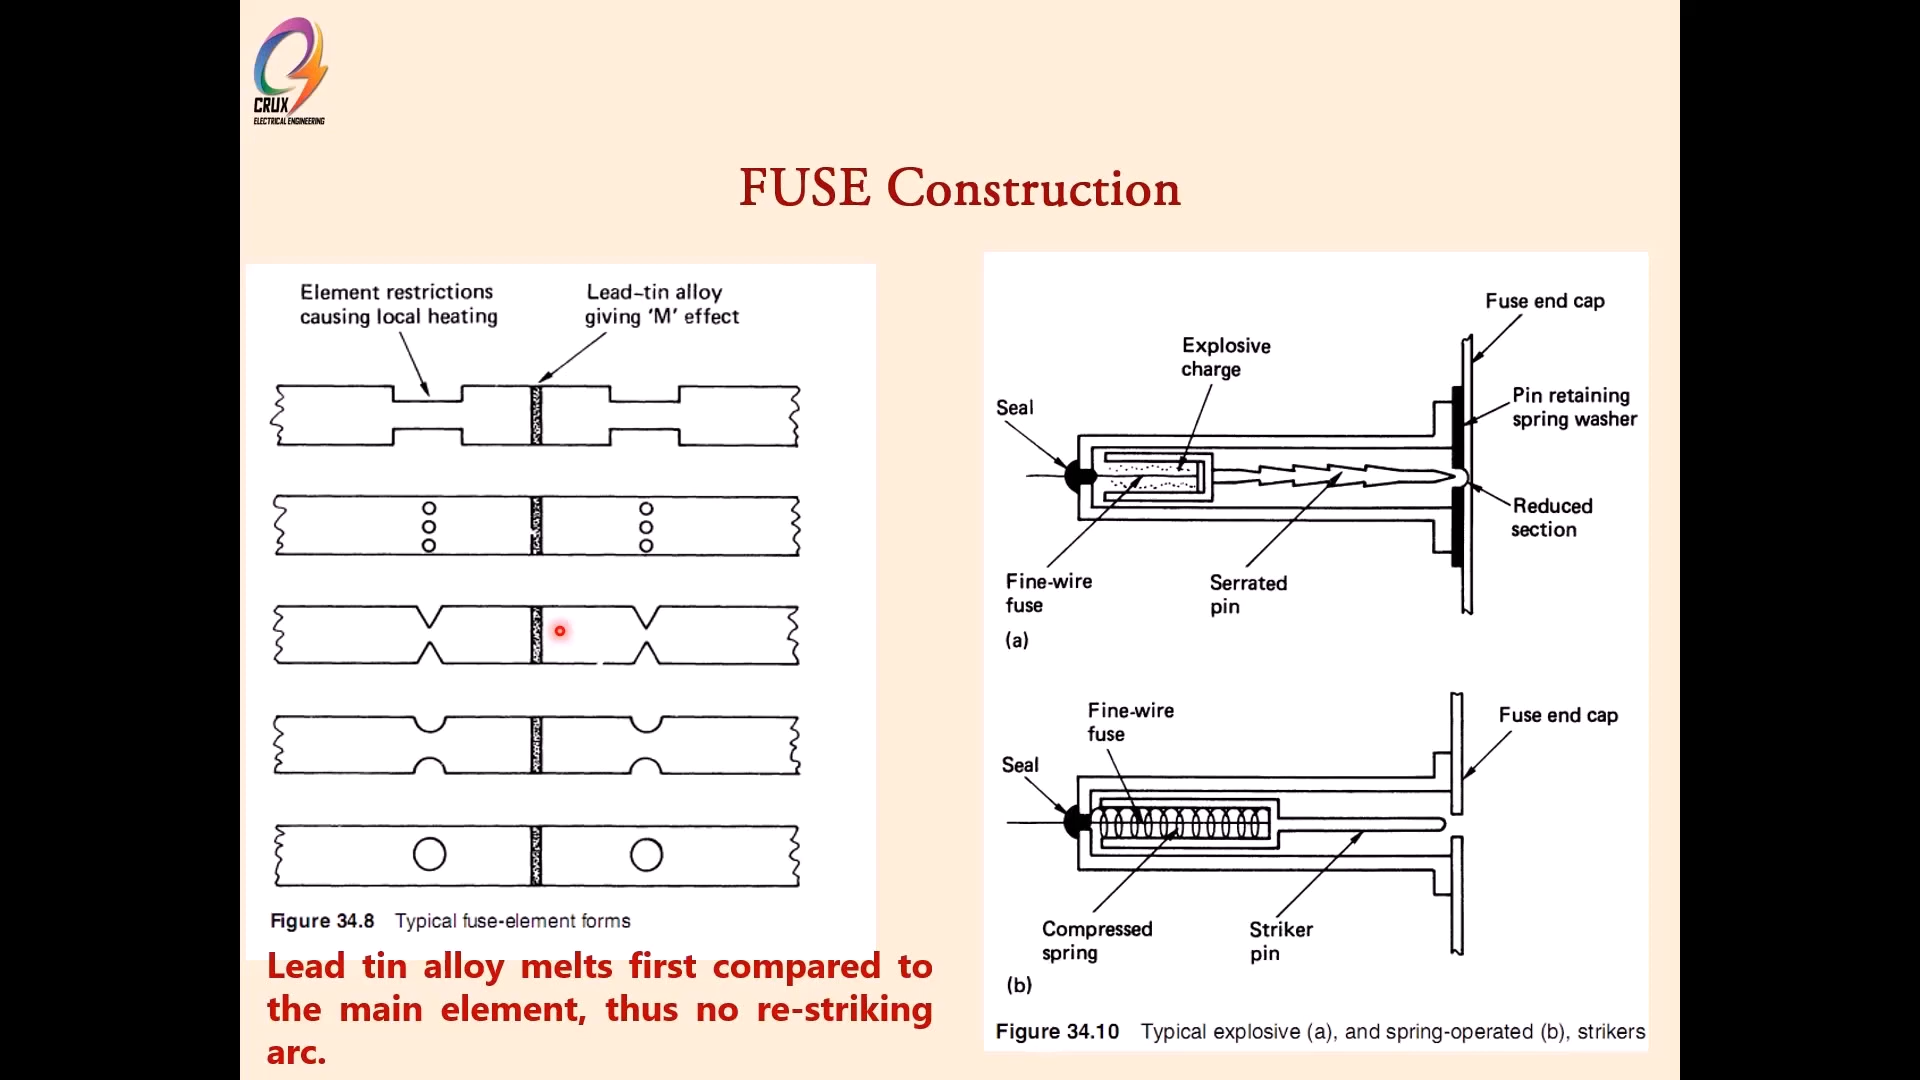 CRUX
ELECTRICAL ENGINEERING
FUSE Construction
Element restrictions
causing local heating
Lead-tin alloy
giving ‘M’ effect
Figure 34.8 Typical fuse-element forms
Lead tin alloy melts first compared to
the main element, thus no re-striking
arc.
Fuse end cap
Explosive
charge
Pin retaining
spring washer
Seal
Reduced
section
Fine-wire
fuse
Serrated
pin
(a)
Fine-wire
fuse
Fuse end cap
Seal
Compressed
spring
Striker
pin
(b)
Figure 34.10 Typical explosive (a), and spring-operated (b), strikers